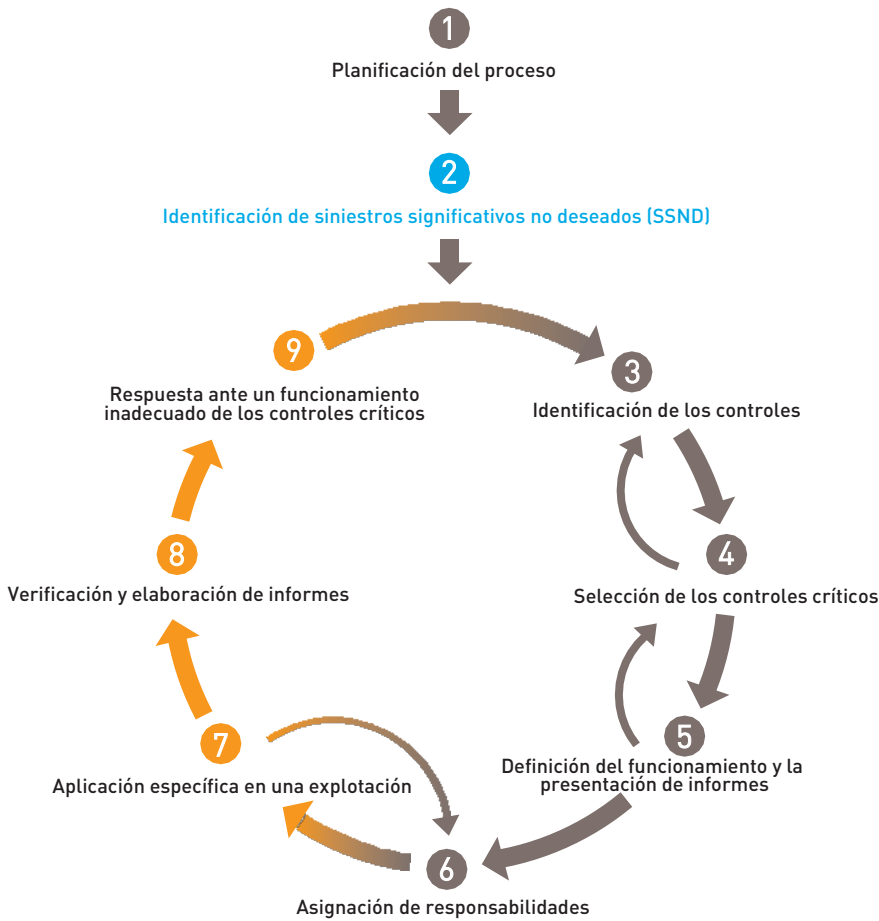 1
Planificación del proceso
2
Identificación de siniestros significativos no deseados (SSND)
3
Identificación de los controles
4
Selección de los controles críticos
5
Definición del funcionamiento y la
presentación de informes
6
Asignación de responsabilidades
7
Aplicación específica en una explotación
8
Verificación y elaboración de informes
9
Respuesta ante un funcionamiento
inadecuado de los controles críticos